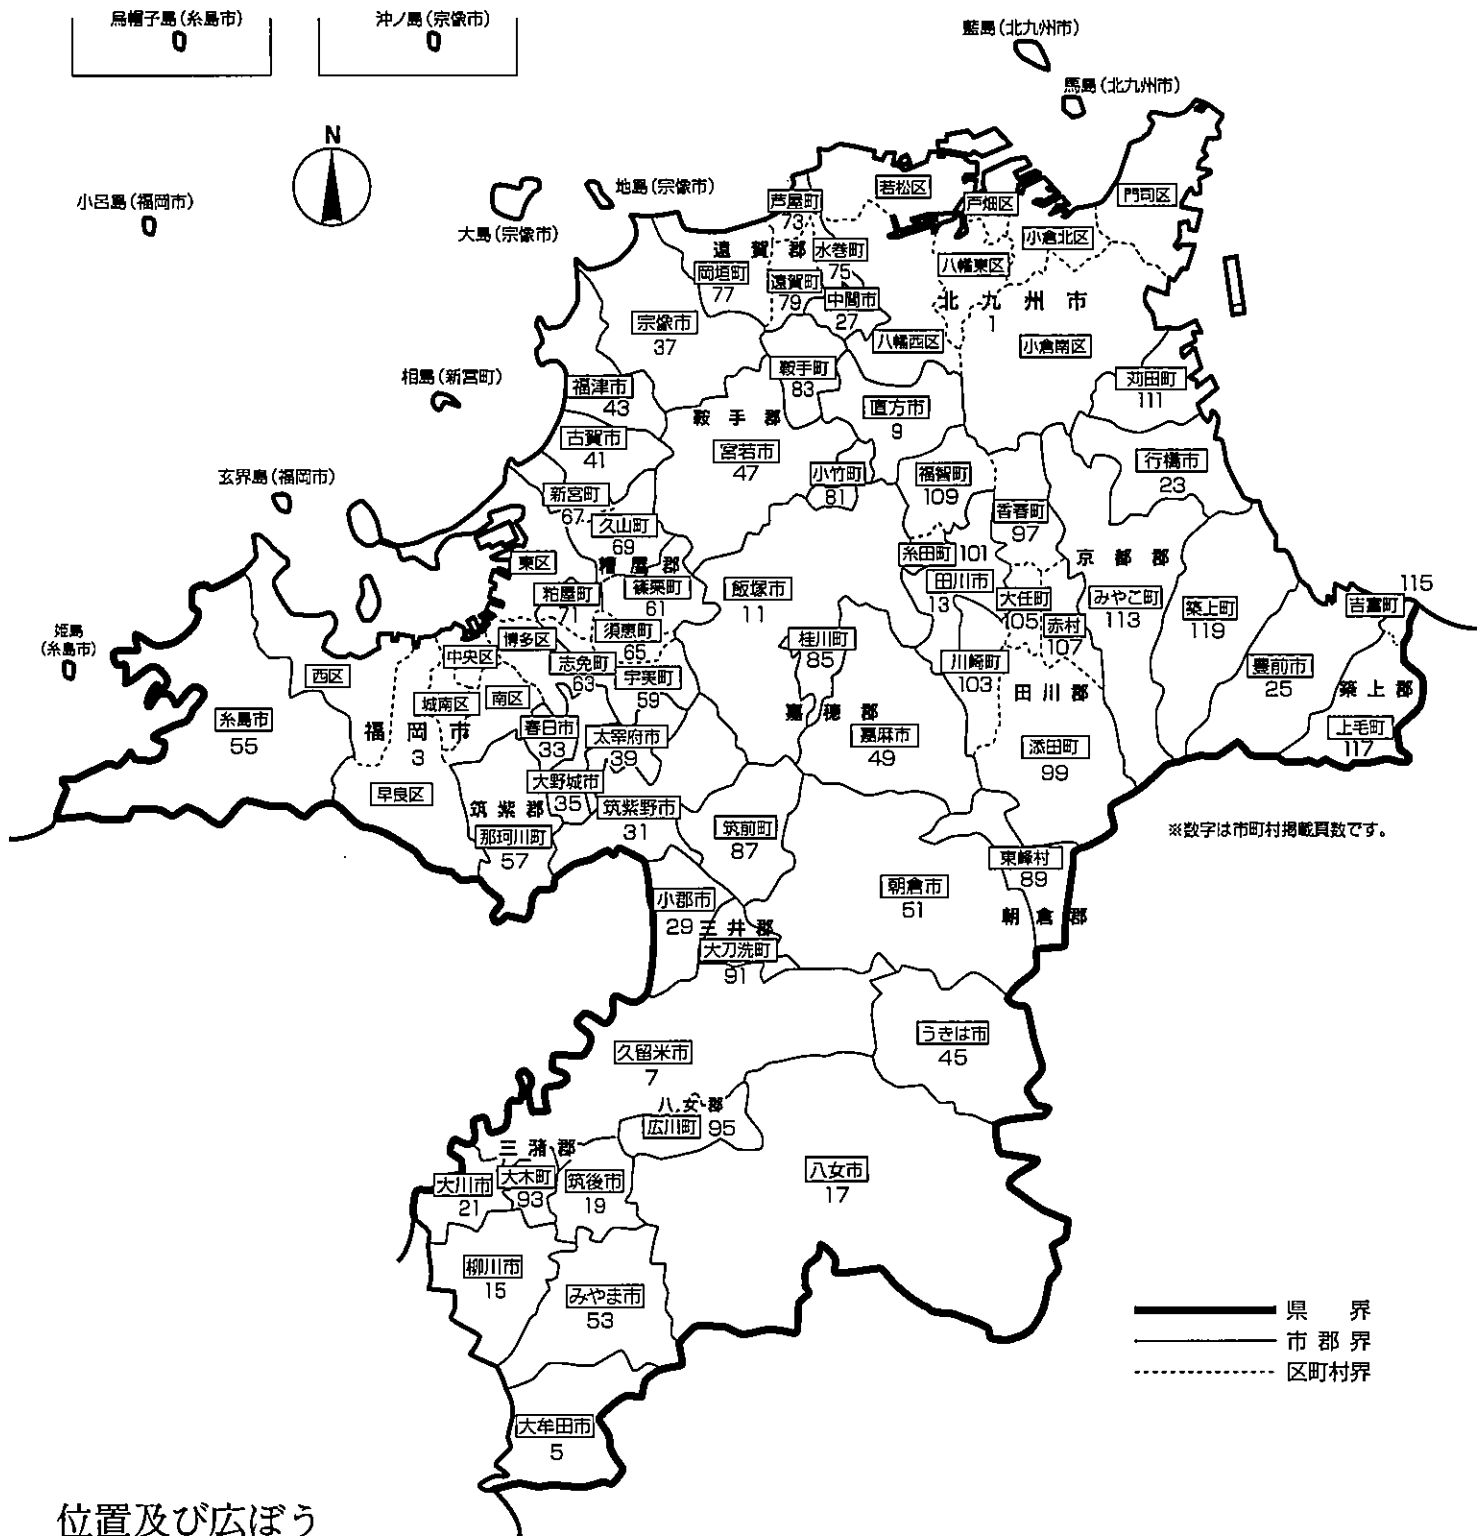 烏帽子島(糸島市)
沖ノ島(宗像市)
藍島(北九州市)
馬島(北九州市)
N
小呂島(福岡市)
大島(宗像市)
地島(宗像市)
芦屋町
73
若松区
戸畑区
門司区
小倉北区
遠賀郡
水巻町
75
岡垣町
77
遠賀町
79
中間市
27
八幡東区
北九州市
1
八幡西区
小倉南区
宗像市
37
鞍手町
83
苅田町
111
相島(新宮町)
福津市
43
直方市
9
鞍手郡
古賀市
41
宮若市
47
小竹町
81
福智町
109
行橋市
23
玄界島(福岡市)
新宮町
67
久山町
69
香春町
97
糸田町
101
京都郡
東区
糟屋郡
篠栗町
61
飯塚市
11
田川市
13
大任町
105
みやこ町
113
築上町
119
115
吉富町
粕屋町
71
須恵町
65
赤村
107
姫島
(糸島市)
博多区
中央区
志免町
63
宇美町
59
桂川町
85
川崎町
103
豊前市
25
築上郡
西区
城南区
南区
田川郡
糸島市
55
福岡市
3
春日市
33
太宰府市
39
嘉穂郡
嘉麻市
49
添田町
99
上毛町
117
早良区
大野城市
35
筑紫郡
筑紫野市
31
筑前町
87
那珂川町
57
※数字は市町村掲載頁数です。
東峰村
89
小郡市
29
三井郡
朝倉市
51
朝倉郡
大刀洗町
91
うきは市
45
久留米市
7
八女郡
広川町
95
三潴郡
大川市
21
大木町
93
筑後市
19
八女市
17
柳川市
15
みやま市
53
県界
市郡界
区町村界
大牟田市
5
位置及び広ぼう